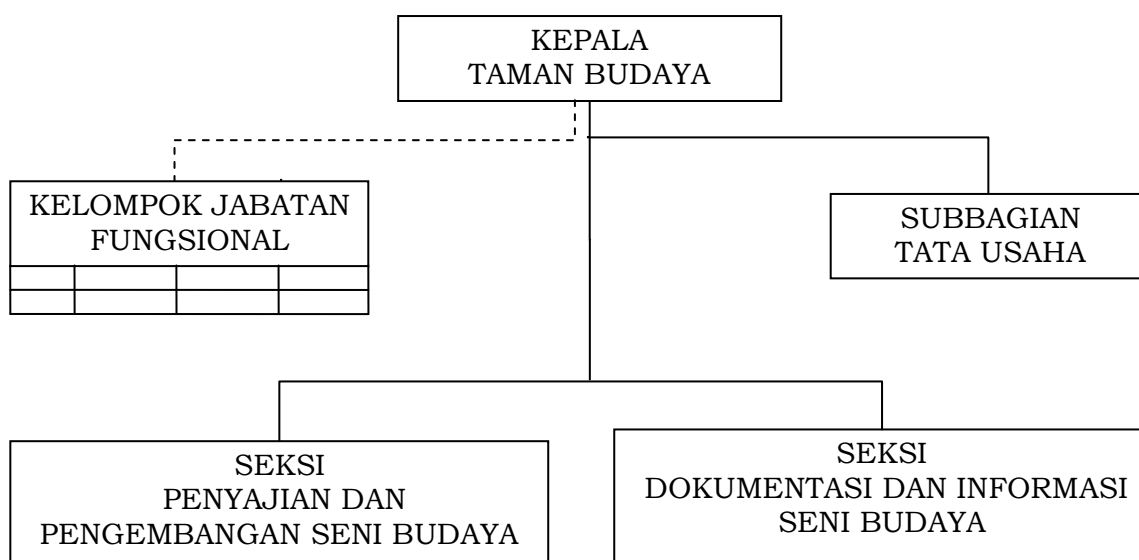 KEPALA
TAMAN BUDAYA
KELOMPOK JABATAN
FUNGSIONAL
SUBBAGIAN
TATA USAHA
SEKSI
PENYAJIAN DAN
PENGEMBANGAN SENI BUDAYA
SEKSI
DOKUMENTASI DAN INFORMASI
SENI BUDAYA